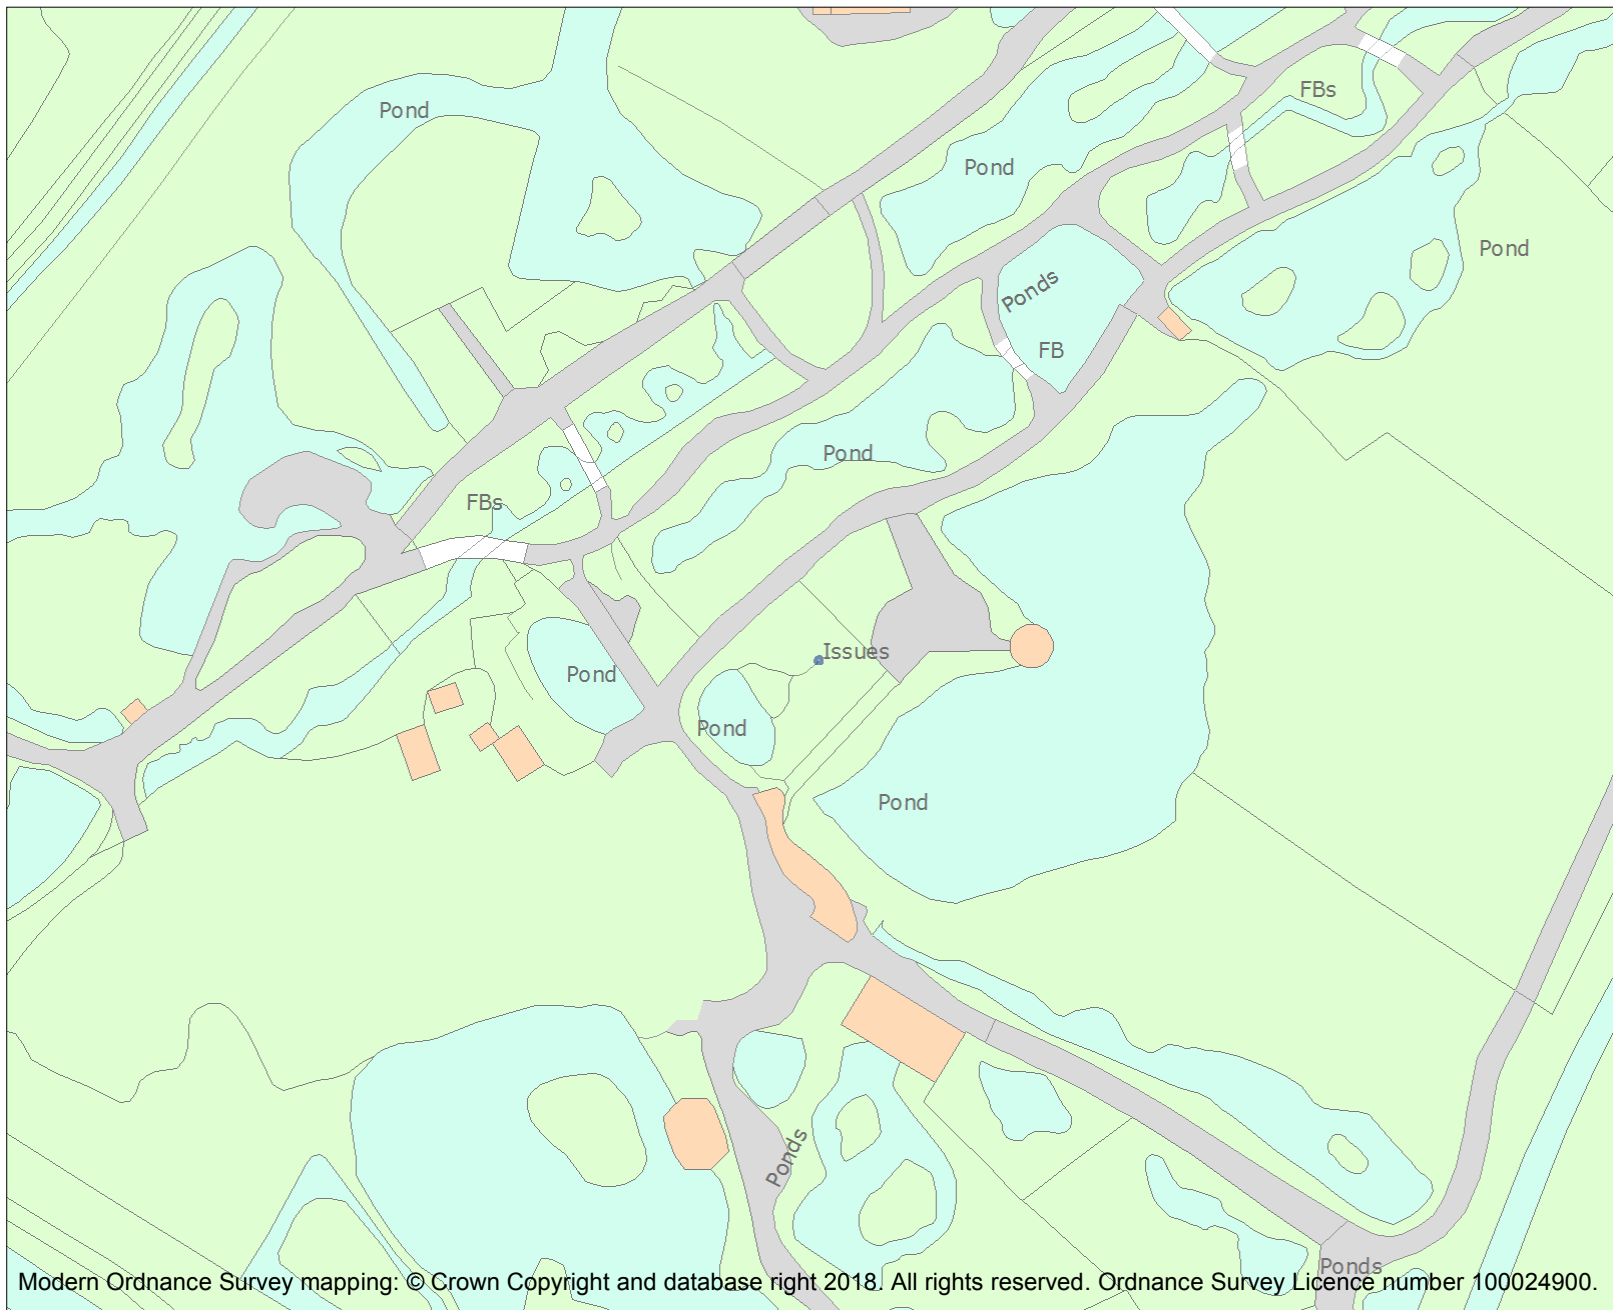 FBs
Pond
Pond
Pond
Ponds
FB
Pond
FBs
Issues
Pond
Pond
Pond
Ponds
Ponds
Modern Ordnance Survey mapping: © Crown Copyright and database right 2018. All rights reserved. Ordnance Survey Licence number 100024900.